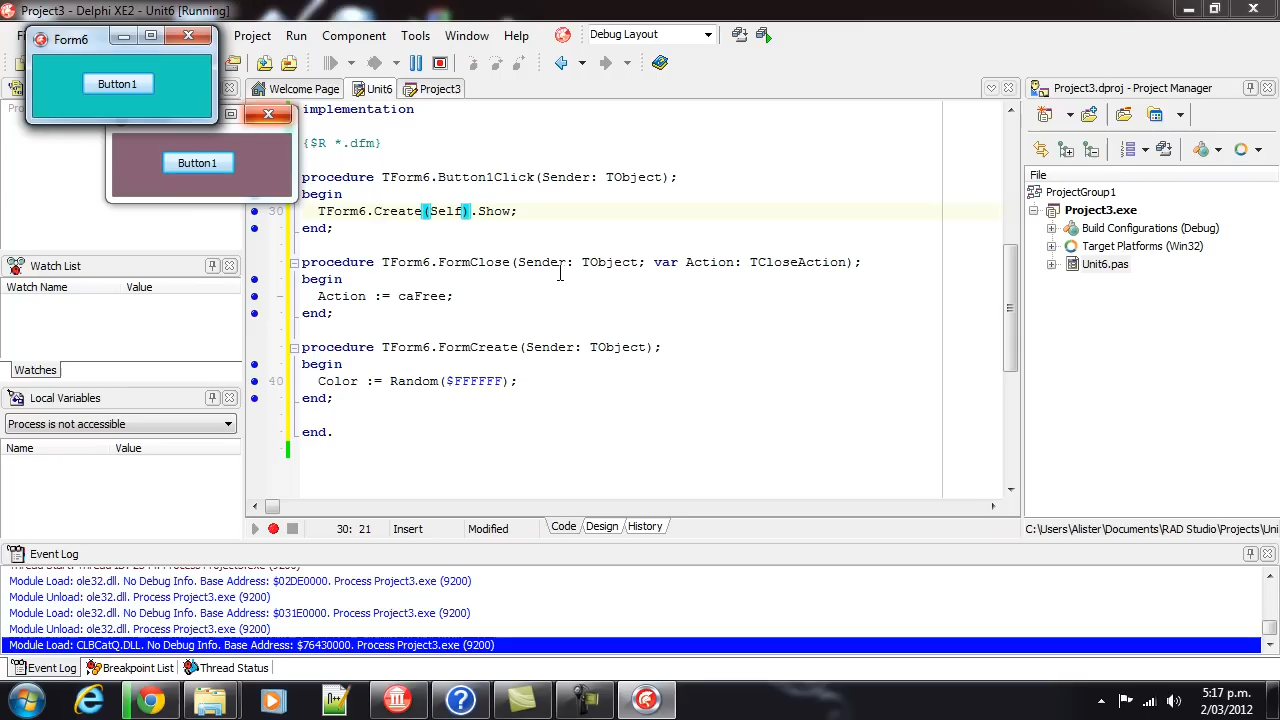 Project3 - Delphi XE2 - Unit6 [Running]
Form6
Project Run Component Tools Window Help
Debug Layout
Button1
Button1
Welcome Page Unit6 Project3
implementation
{$R *.dfm}
procedure TForm6.Button1Click(Sender: TObject);
begin
30 TForm6.Create(Self).Show;
end;
procedure TForm6.FormClose(Sender: TObject; var Action: TCloseAction);
begin
Action := caFree;
end;
procedure TForm6.FormCreate(Sender: TObject);
begin
40 Color := Random($FFFFFF);
end;
end.
30: 21 Insert Modified Code Design History
Watch List
Watch Name Value
Watches
Local Variables
Process is not accessible
Name Value
Project3.dproj - Project Manager
File
ProjectGroup1
Project3.exe
Build Configurations (Debug)
Target Platforms (Win32)
Unit6.pas
C:\Users\Alister\Documents\RAD Studio\Projects\Uni
Event Log
Module Load: ole32.dll. No Debug Info. Base Address: $02DE0000. Process Project3.exe (9200)
Module Unload: ole32.dll. Process Project3.exe (9200)
Module Load: ole32.dll. No Debug Info. Base Address: $031E0000. Process Project3.exe (9200)
Module Unload: ole32.dll. Process Project3.exe (9200)
Module Load: CLBCatQ.DLL. No Debug Info. Base Address: $76430000. Process Project3.exe (9200)
Event Log Breakpoint List Thread Status
5:17 p.m.
2/03/2012